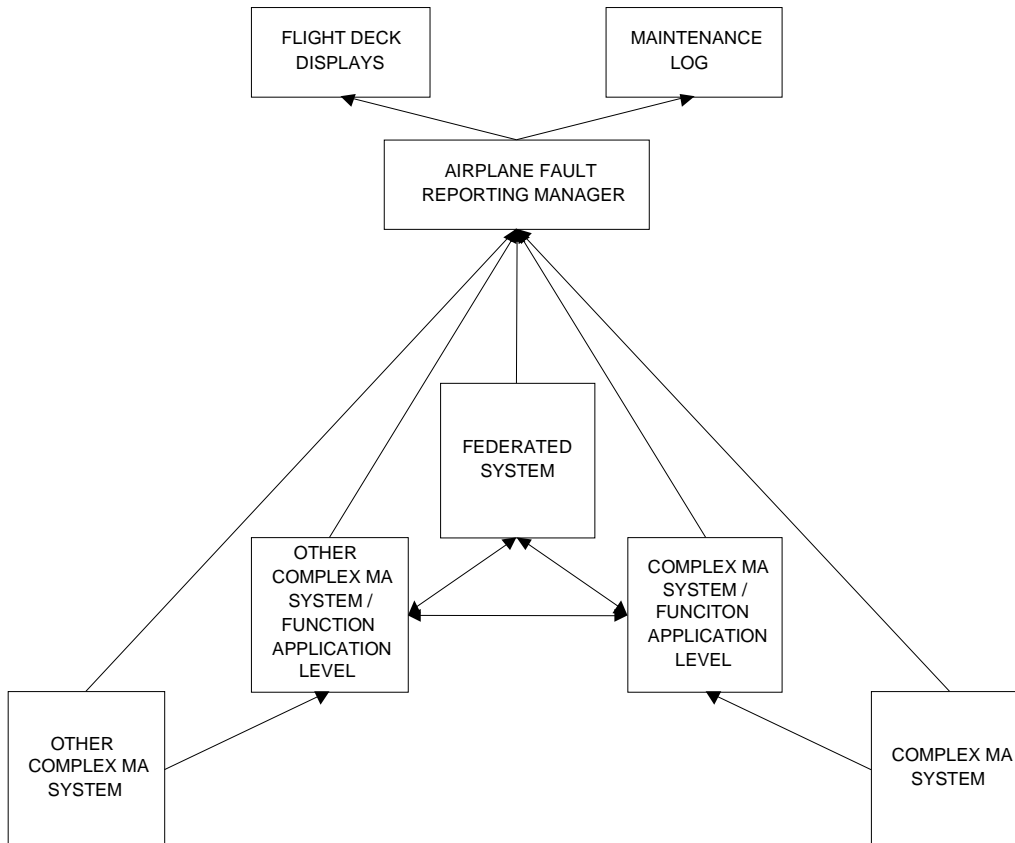 FLIGHT DECK
DISPLAYS
MAINTENANCE
LOG
AIRPLANE FAULT
REPORTING MANAGER
FEDERATED
SYSTEM
OTHER
COMPLEX MA
SYSTEM /
FUNCTION
APPLICATION
LEVEL
COMPLEX MA
SYSTEM /
FUNCITON
APPLICATION
LEVEL
OTHER
COMPLEX MA
SYSTEM
COMPLEX MA
SYSTEM